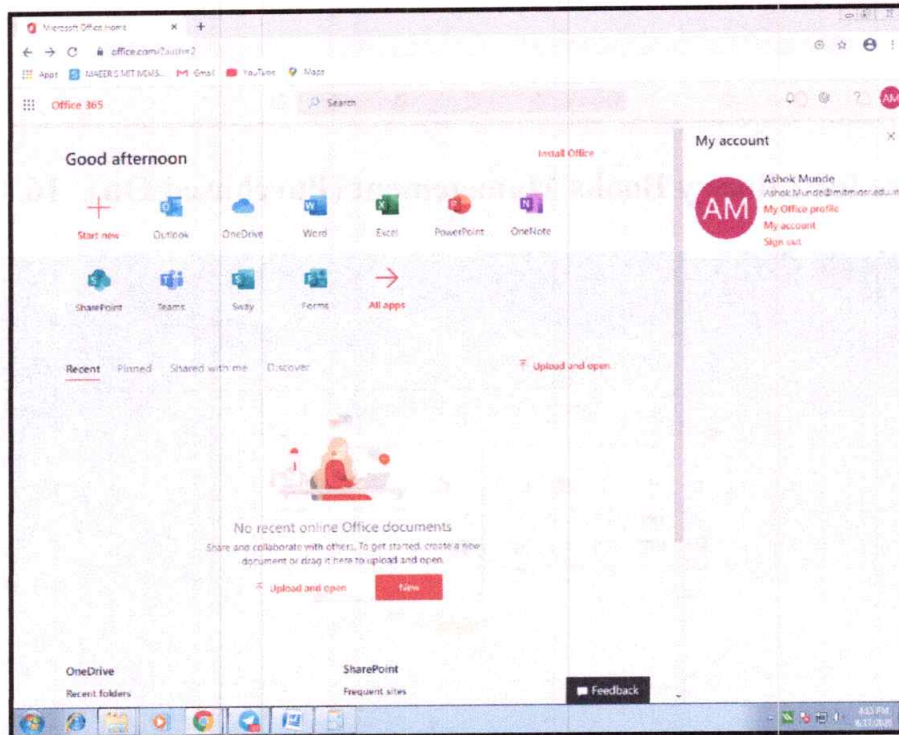 Microsoft Office Home
office.com/?auth=2
Apps
Gmail
YouTube
Maps
Office 365
Search
Good afternoon
Install Office
Start new
Outlook
OneDrive
Word
Excel
PowerPoint
OneNote
SharePoint
Teams
Sway
Forms
All apps
My account
AM
AM
Ashok Munde
My Office profile
My account
Sign out
Recent Pinned Shared with me Discover
Upload and open
No recent online Office documents
Share and collaborate with others. To get started, create a new
document or drag it here to upload and open.
Upload and open
New
OneDrive
Recent folders
SharePoint
Frequent sites
Feedback
4:15 PM